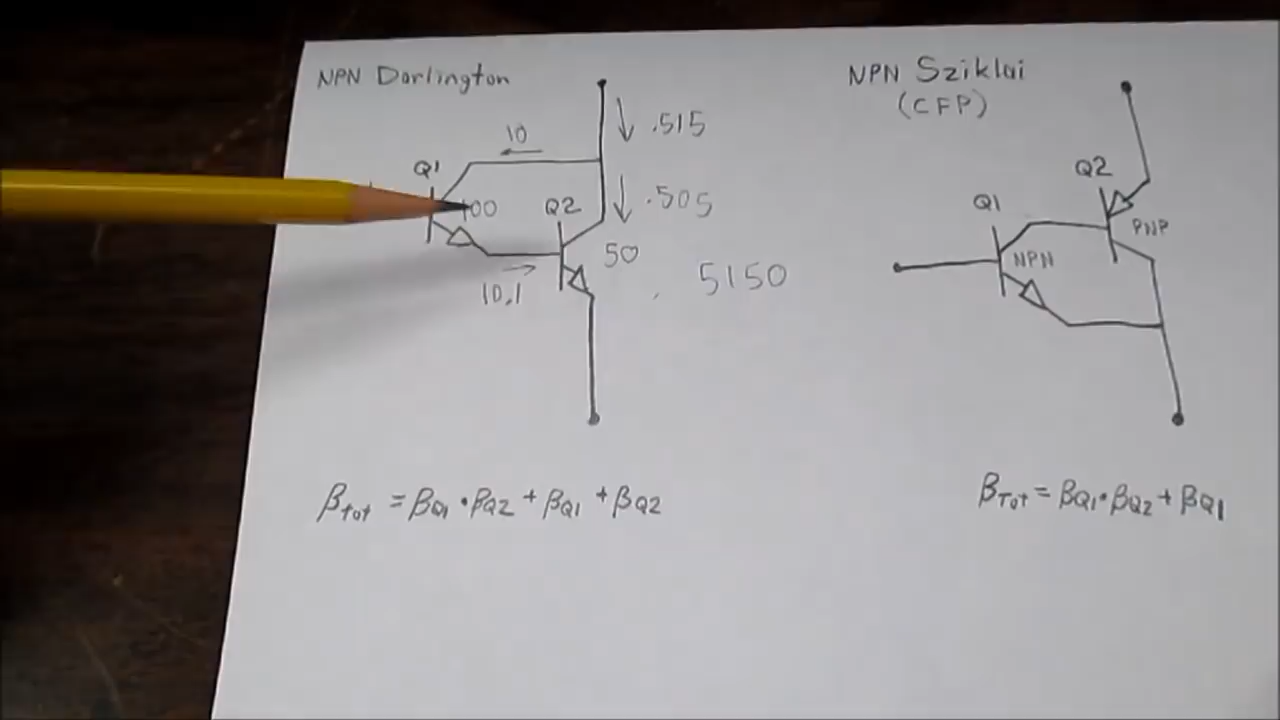 NPN Darlington
10
.515
Q1
100
Q2
.505
50
10.1
5150
βtot = βQ1 · βQ2 + βQ1 + βQ2
NPN Sziklai
(CFP)
Q2
Q1
PNP
NPN
βTot = βQ1 · βQ2 + βQ1